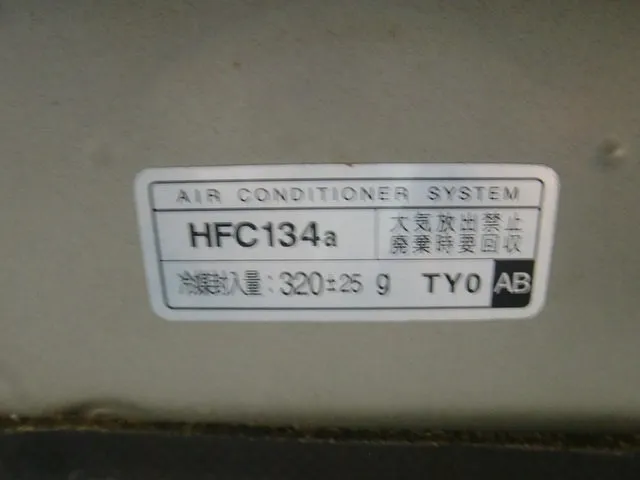 AIR CONDITIONER SYSTEM
HFC134a
大気放出禁止
廃棄時要回収
冷媒封入量:320±25 g TY0 AB